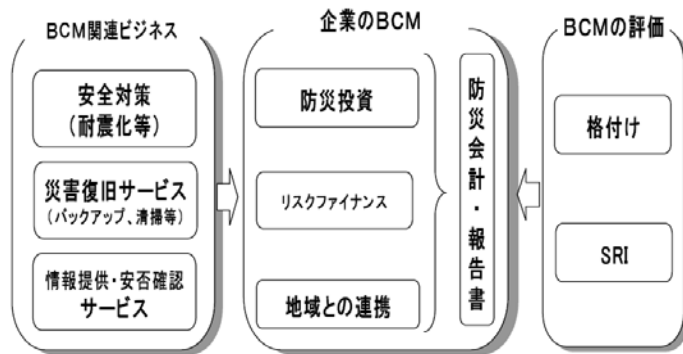 BCM関連ビジネス
安全対策
(耐震化等)
災害復旧サービス
(バックアップ、清掃等)
情報提供・安否確認
サービス
企業のBCM
防災投資
リスクファイナンス
地域との連携
防災会計・報告書
BCMの評価
格付け
SRI